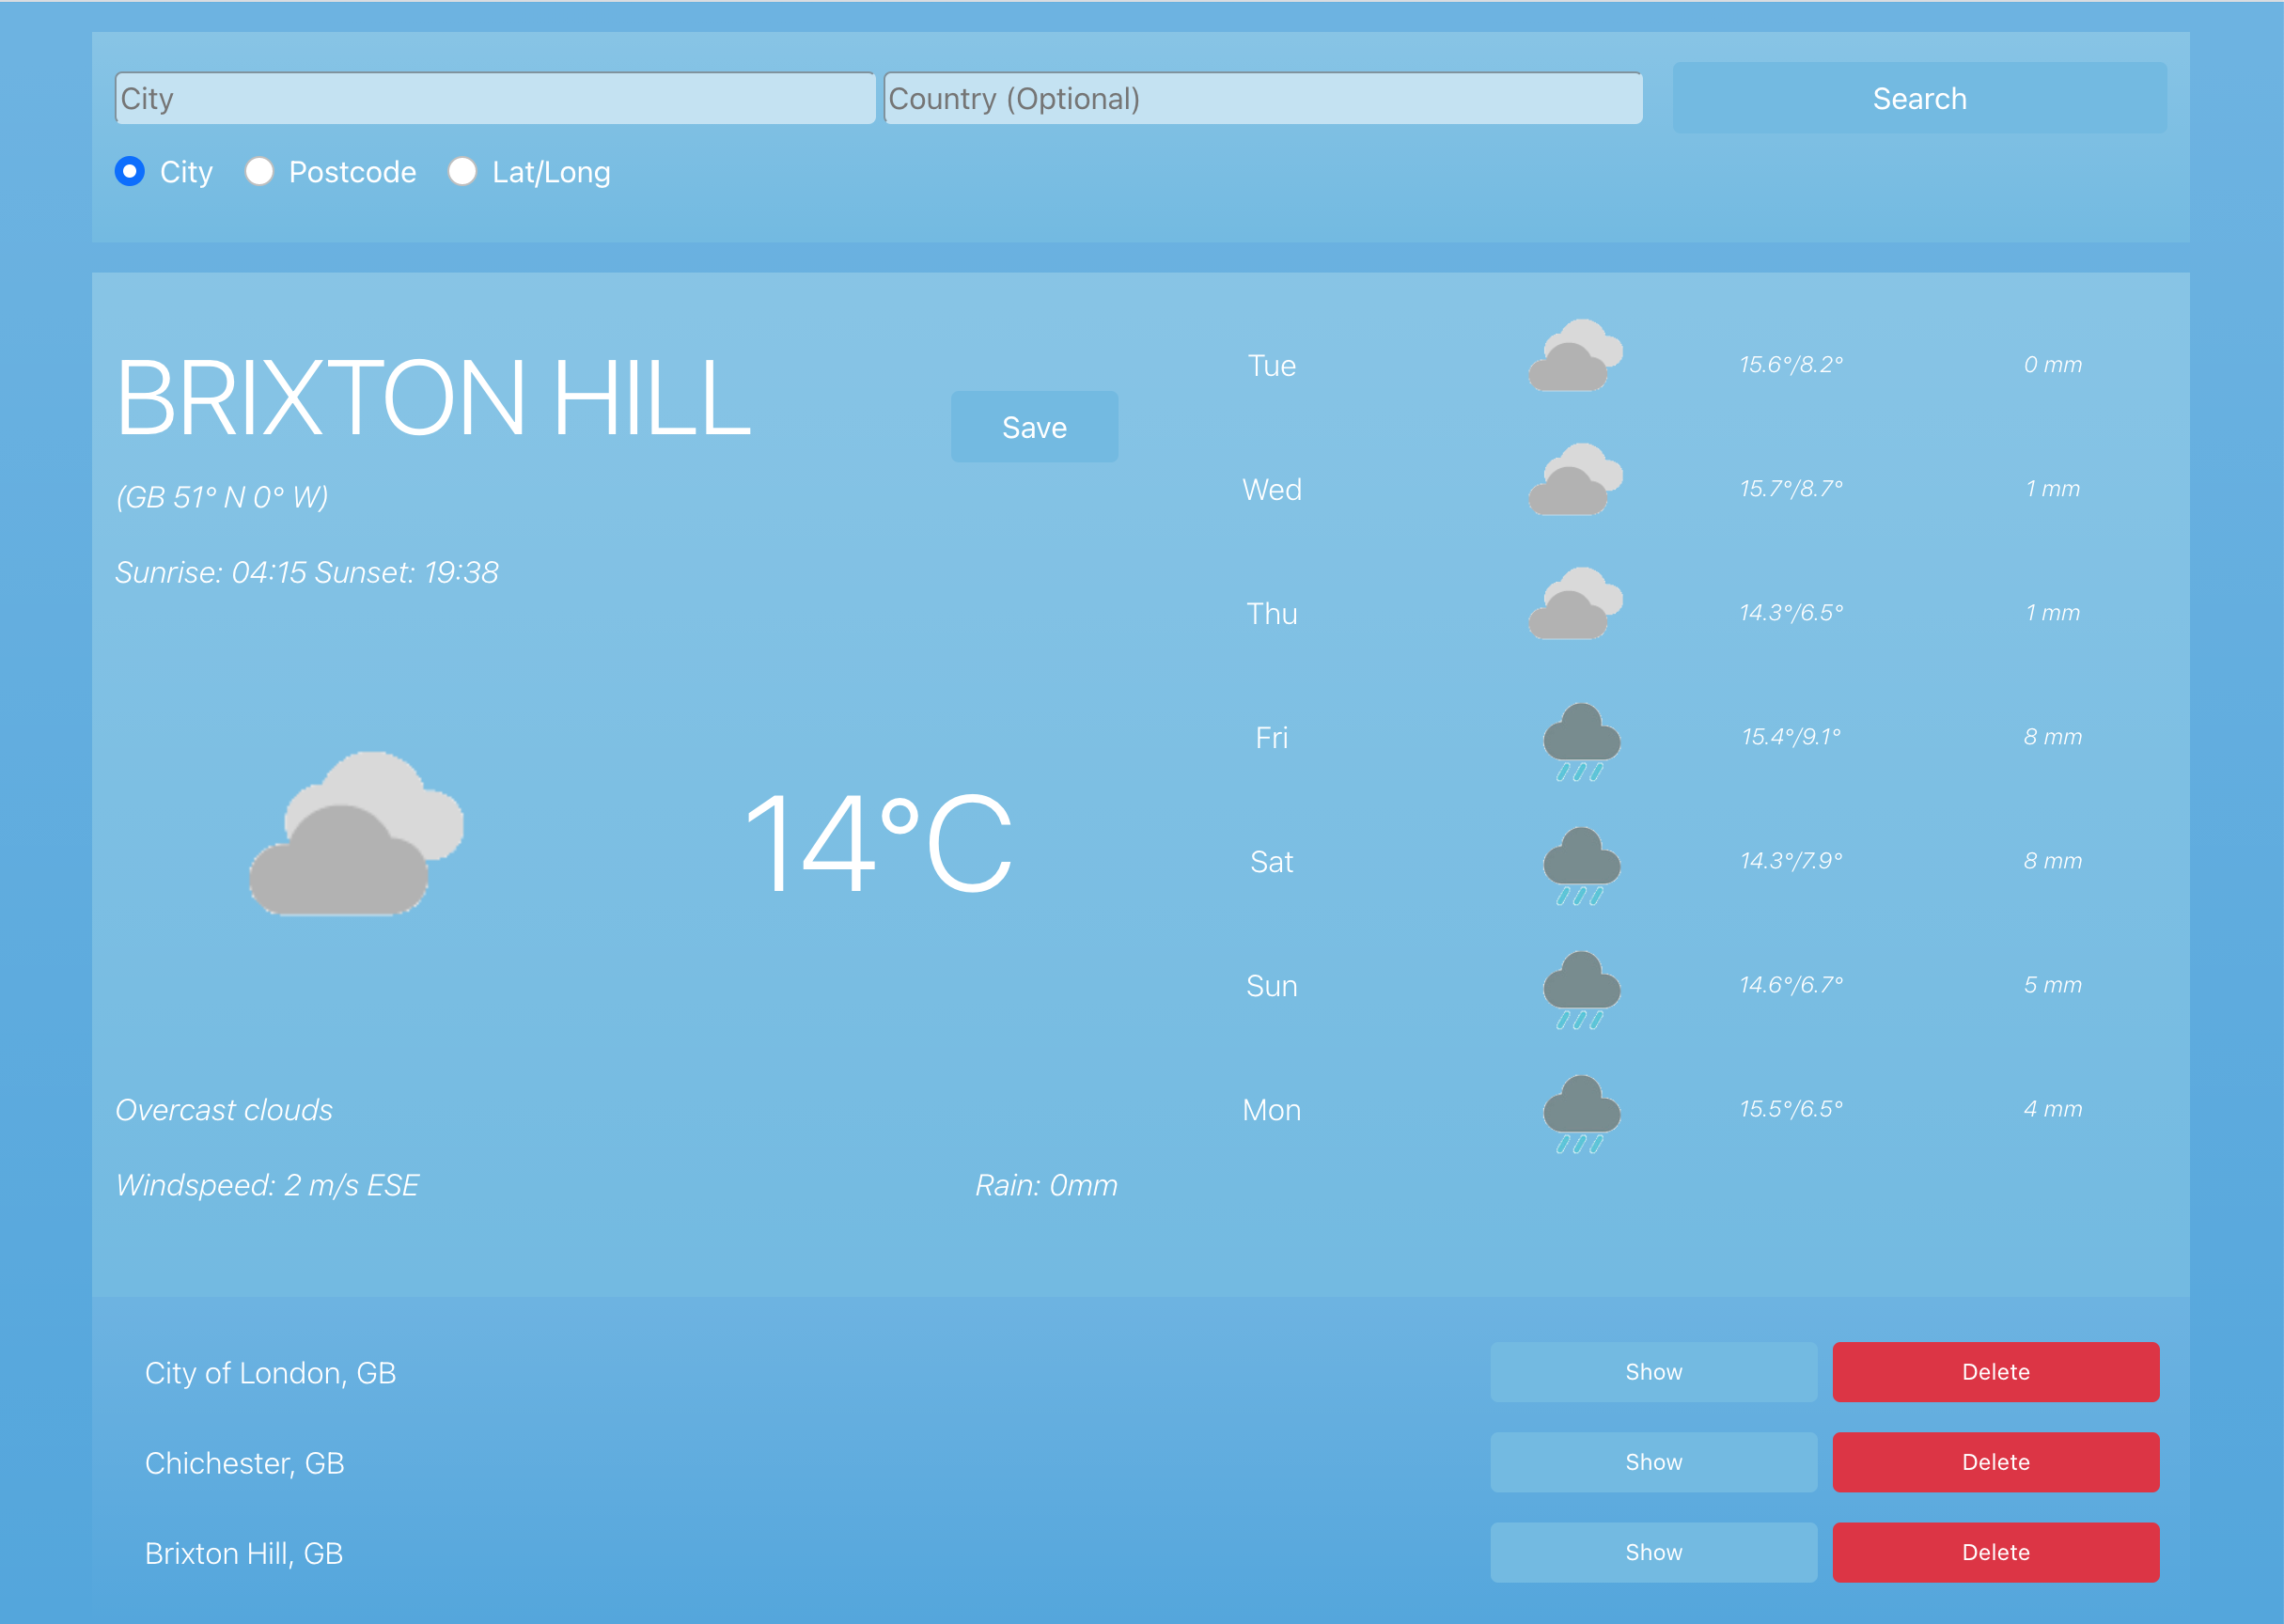 City Country (Optional) Search
City Postcode Lat/Long
BRIXTON HILL
Save
(GB 51° N 0° W)
Sunrise: 04:15 Sunset: 19:38
14°C
Overcast clouds
Windspeed: 2 m/s ESE Rain: 0mm
Tue 15.6°/8.2° 0 mm
Wed 15.7°/8.7° 1 mm
Thu 14.3°/6.5° 1 mm
Fri 15.4°/9.1° 8 mm
Sat 14.3°/7.9° 8 mm
Sun 14.6°/6.7° 5 mm
Mon 15.5°/6.5° 4 mm
City of London, GB Show Delete
Chichester, GB Show Delete
Brixton Hill, GB Show Delete